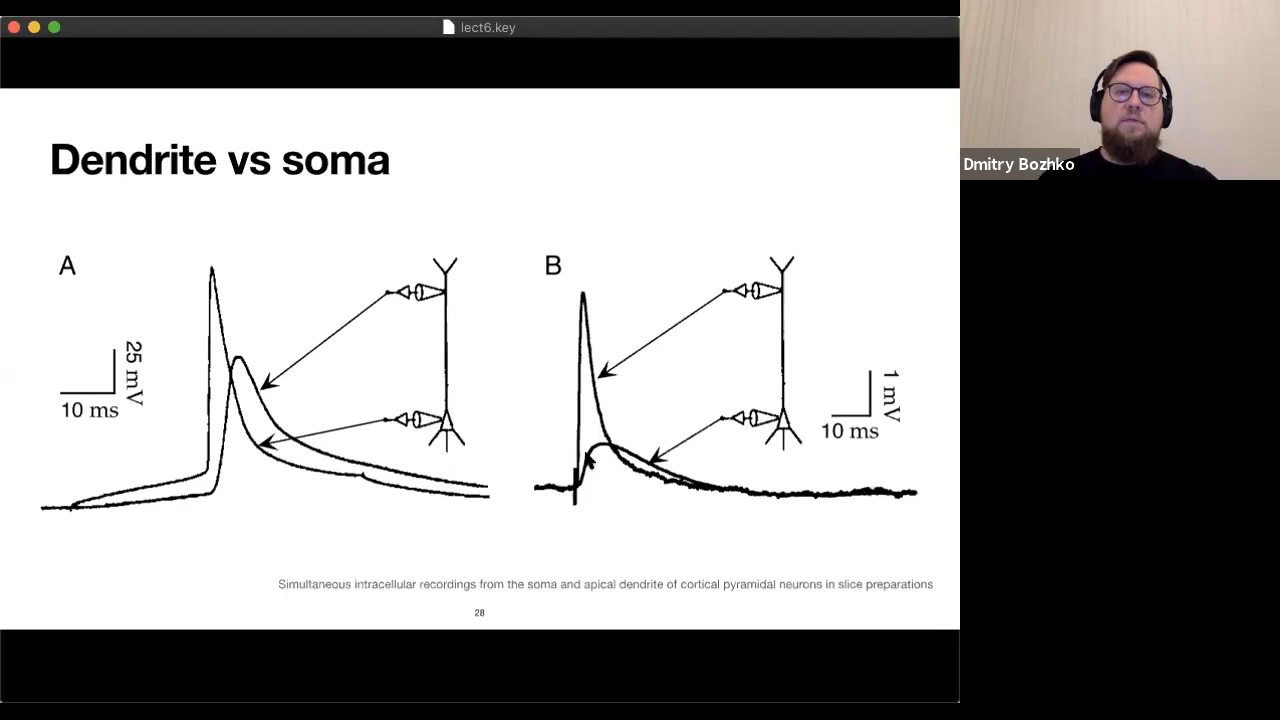 lect6.key
Dmitry Bozhko
Dendrite vs soma
A
25 mV
10 ms
B
1 mV
10 ms
Simultaneous intracellular recordings from the soma and apical dendrite of cortical pyramidal neurons in slice preparations
28